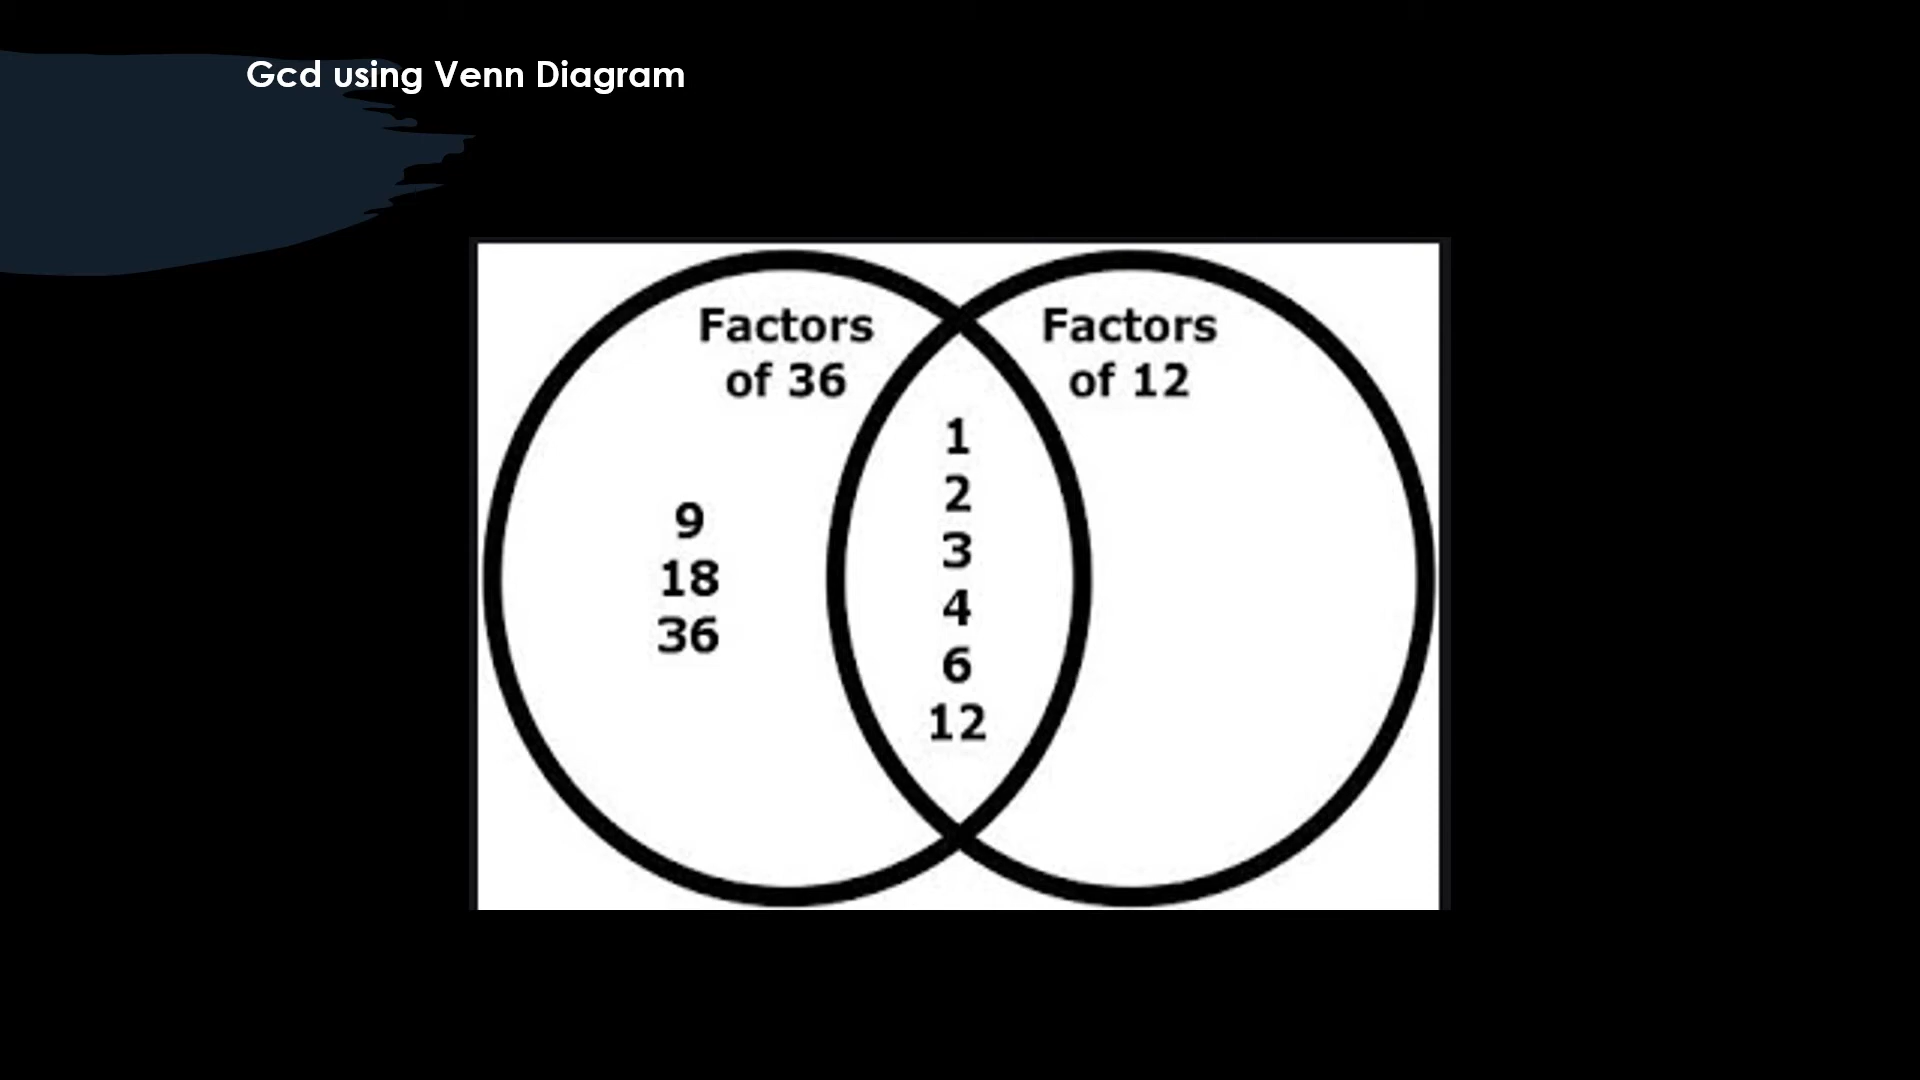 Gcd using Venn Diagram
Factors
of 36
Factors
of 12
9
18
36
1
2
3
4
6
12